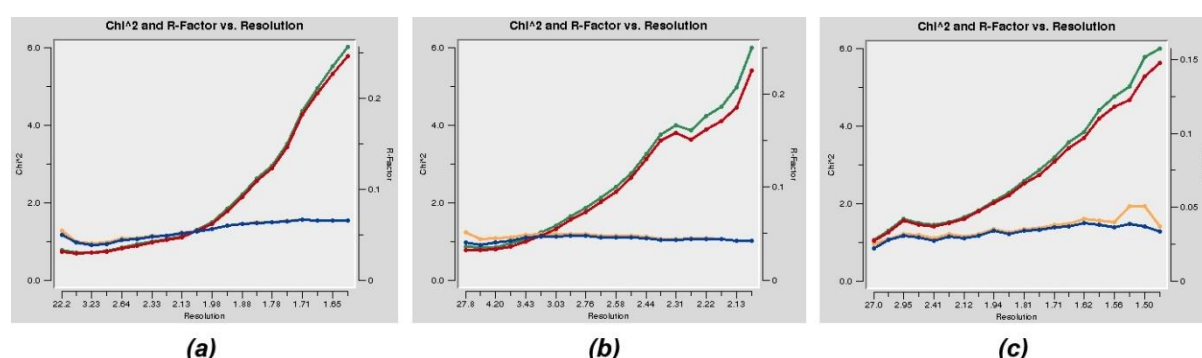 Chi^2 and R-Factor vs. Resolution
6.0
4.0
2.0
0.0
Chi^2
0.2
0.1
0
R-Factor
22.2 3.23 2.64 2.33 2.13 1.98 1.88 1.78 1.71 1.65
Resolution
(a)
Chi^2 and R-Factor vs. Resolution
6.0
4.0
2.0
0.0
Chi^2
0.2
0.1
0
R-Factor
27.8 4.20 3.43 3.03 2.76 2.58 2.44 2.31 2.22 2.13
Resolution
(b)
Chi^2 and R-Factor vs. Resolution
6.0
4.0
2.0
0.0
Chi^2
0.15
0.1
0.05
0
27.0 2.95 2.41 2.12 1.94 1.81 1.71 1.62 1.56 1.50
Resolution
(c)